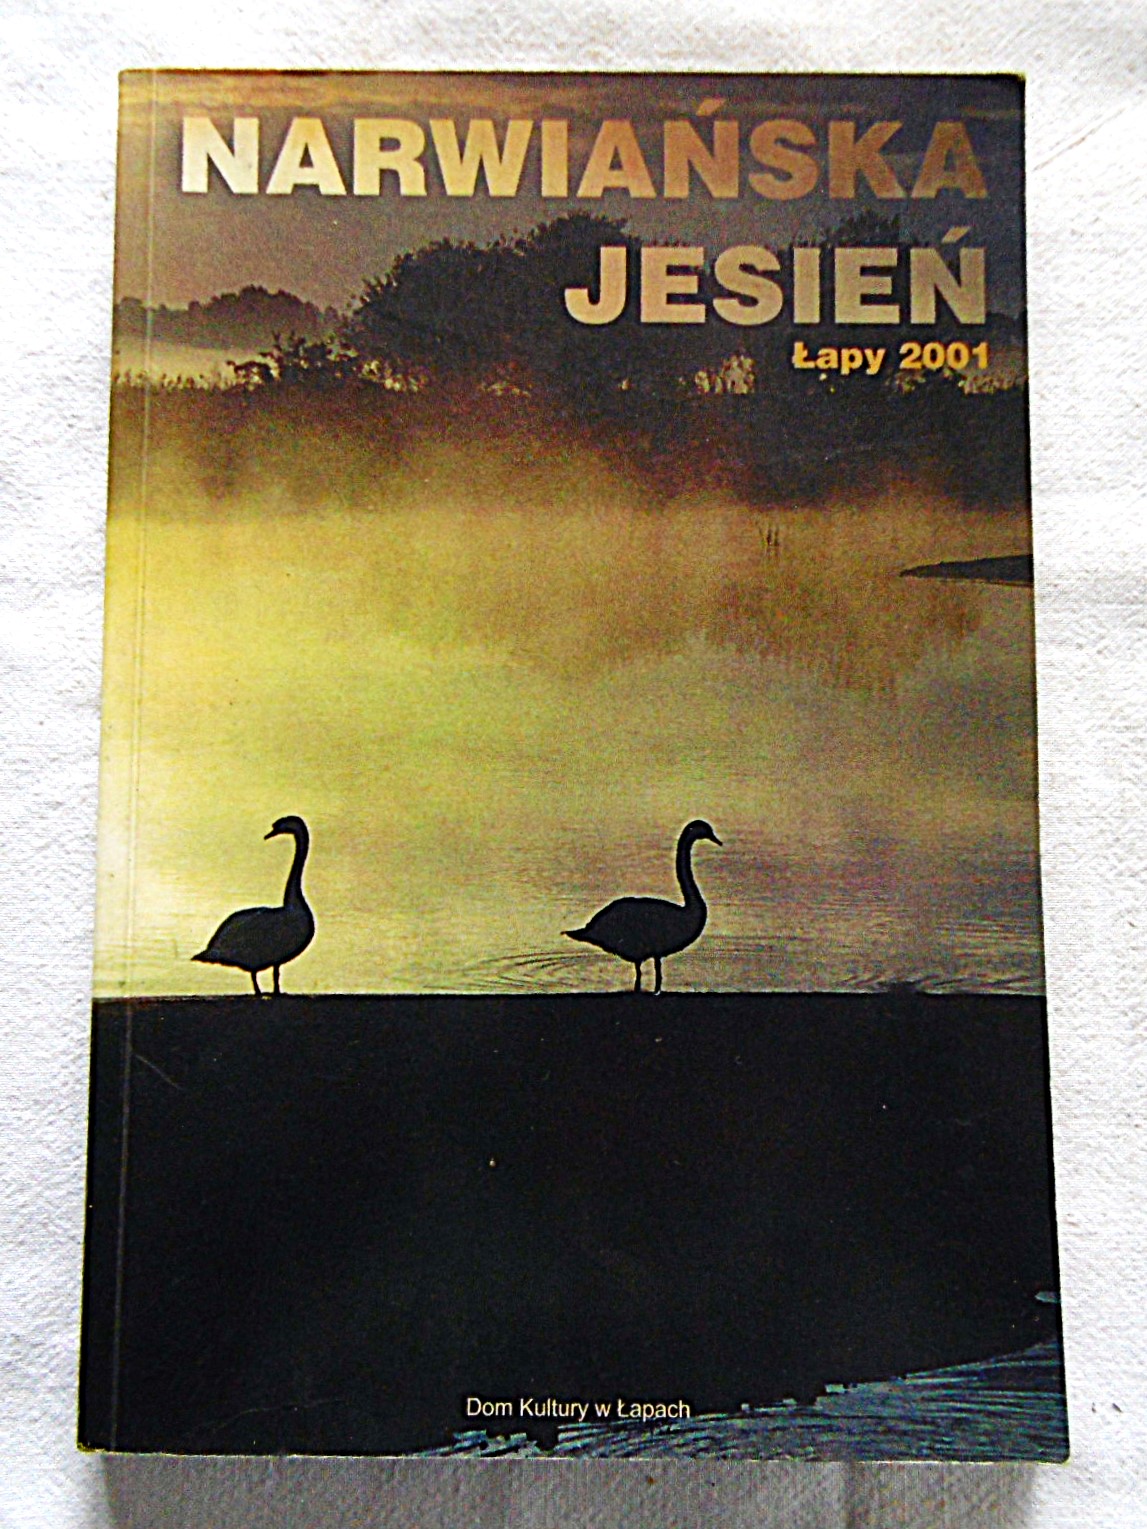 NARWIAŃSKA
JESIEŃ
Łapy 2001
Dom Kultury w Łapach